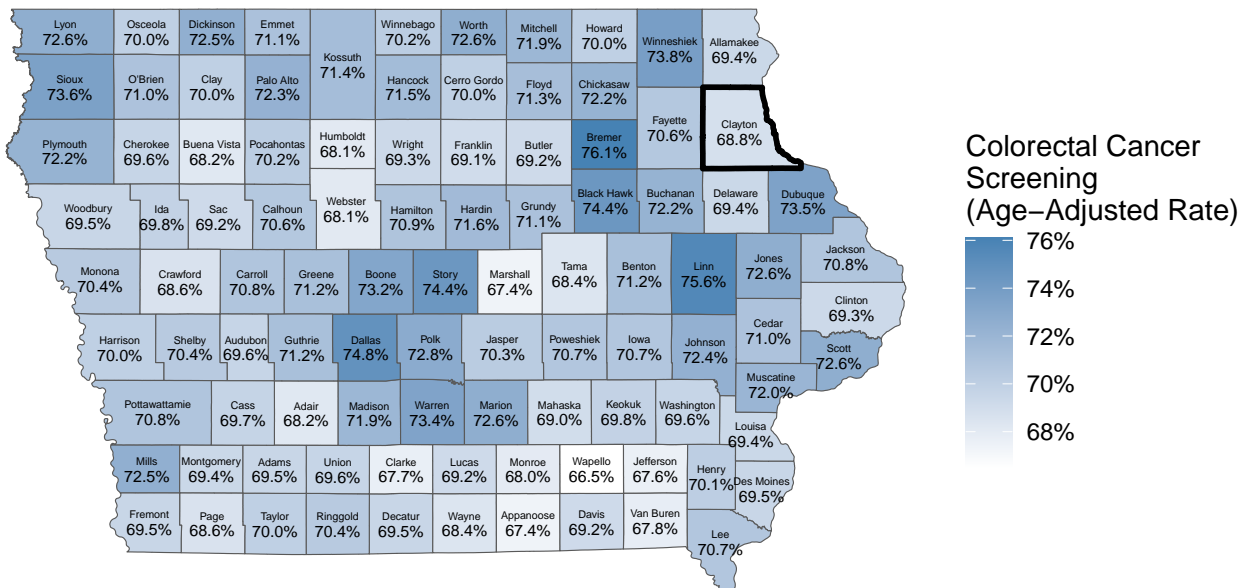 Lyon
72.6%
Osceola
70.0%
Dickinson
72.5%
Emmet
71.1%
Kossuth
71.4%
Winnebago
70.2%
Worth
72.6%
Mitchell
71.9%
Howard
70.0%
Winneshiek
73.8%
Allamakee
69.4%
Sioux
73.6%
O'Brien
71.0%
Clay
70.0%
Palo Alto
72.3%
Hancock
71.5%
Cerro Gordo
70.0%
Floyd
71.3%
Chickasaw
72.2%
Fayette
70.6%
Clayton
68.8%
Plymouth
72.2%
Cherokee
69.6%
Buena Vista
68.2%
Pocahontas
70.2%
Humboldt
68.1%
Wright
69.3%
Franklin
69.1%
Butler
69.2%
Bremer
76.1%
Woodbury
69.5%
Ida
69.8%
Sac
69.2%
Calhoun
70.6%
Webster
68.1%
Hamilton
70.9%
Hardin
71.6%
Grundy
71.1%
Black Hawk
74.4%
Buchanan
72.2%
Delaware
69.4%
Dubuque
73.5%
Monona
70.4%
Crawford
68.6%
Carroll
70.8%
Greene
71.2%
Boone
73.2%
Story
74.4%
Marshall
67.4%
Tama
68.4%
Benton
71.2%
Linn
75.6%
Jones
72.6%
Jackson
70.8%
Clinton
69.3%
Harrison
70.0%
Shelby
70.4%
Audubon
69.6%
Guthrie
71.2%
Dallas
74.8%
Polk
72.8%
Jasper
70.3%
Poweshiek
70.7%
Iowa
70.7%
Johnson
72.4%
Cedar
71.0%
Scott
72.6%
Muscatine
72.0%
Pottawattamie
70.8%
Cass
69.7%
Adair
68.2%
Madison
71.9%
Warren
73.4%
Marion
72.6%
Mahaska
69.0%
Keokuk
69.8%
Washington
69.6%
Louisa
69.4%
Mills
72.5%
Montgomery
69.4%
Adams
69.5%
Union
69.6%
Clarke
67.7%
Lucas
69.2%
Monroe
68.0%
Wapello
66.5%
Jefferson
67.6%
Henry
70.1%
Des Moines
69.5%
Fremont
69.5%
Page
68.6%
Taylor
70.0%
Ringgold
70.4%
Decatur
69.5%
Wayne
68.4%
Appanoose
67.4%
Davis
69.2%
Van Buren
67.8%
Lee
70.7%
Colorectal Cancer
Screening
(Age−Adjusted Rate)
76%
74%
72%
70%
68%